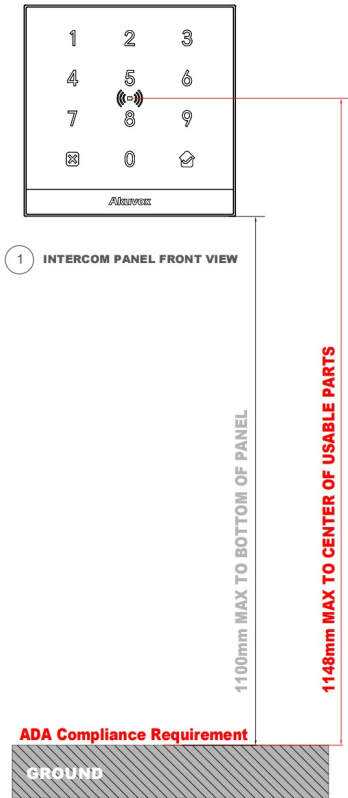 1 2 3
4 5 6
7 8 9
0
Akuvox
1 INTERCOM PANEL FRONT VIEW
1100mm MAX TO BOTTOM OF PANEL
1148mm MAX TO CENTER OF USABLE PARTS
ADA Compliance Requirement
GROUND